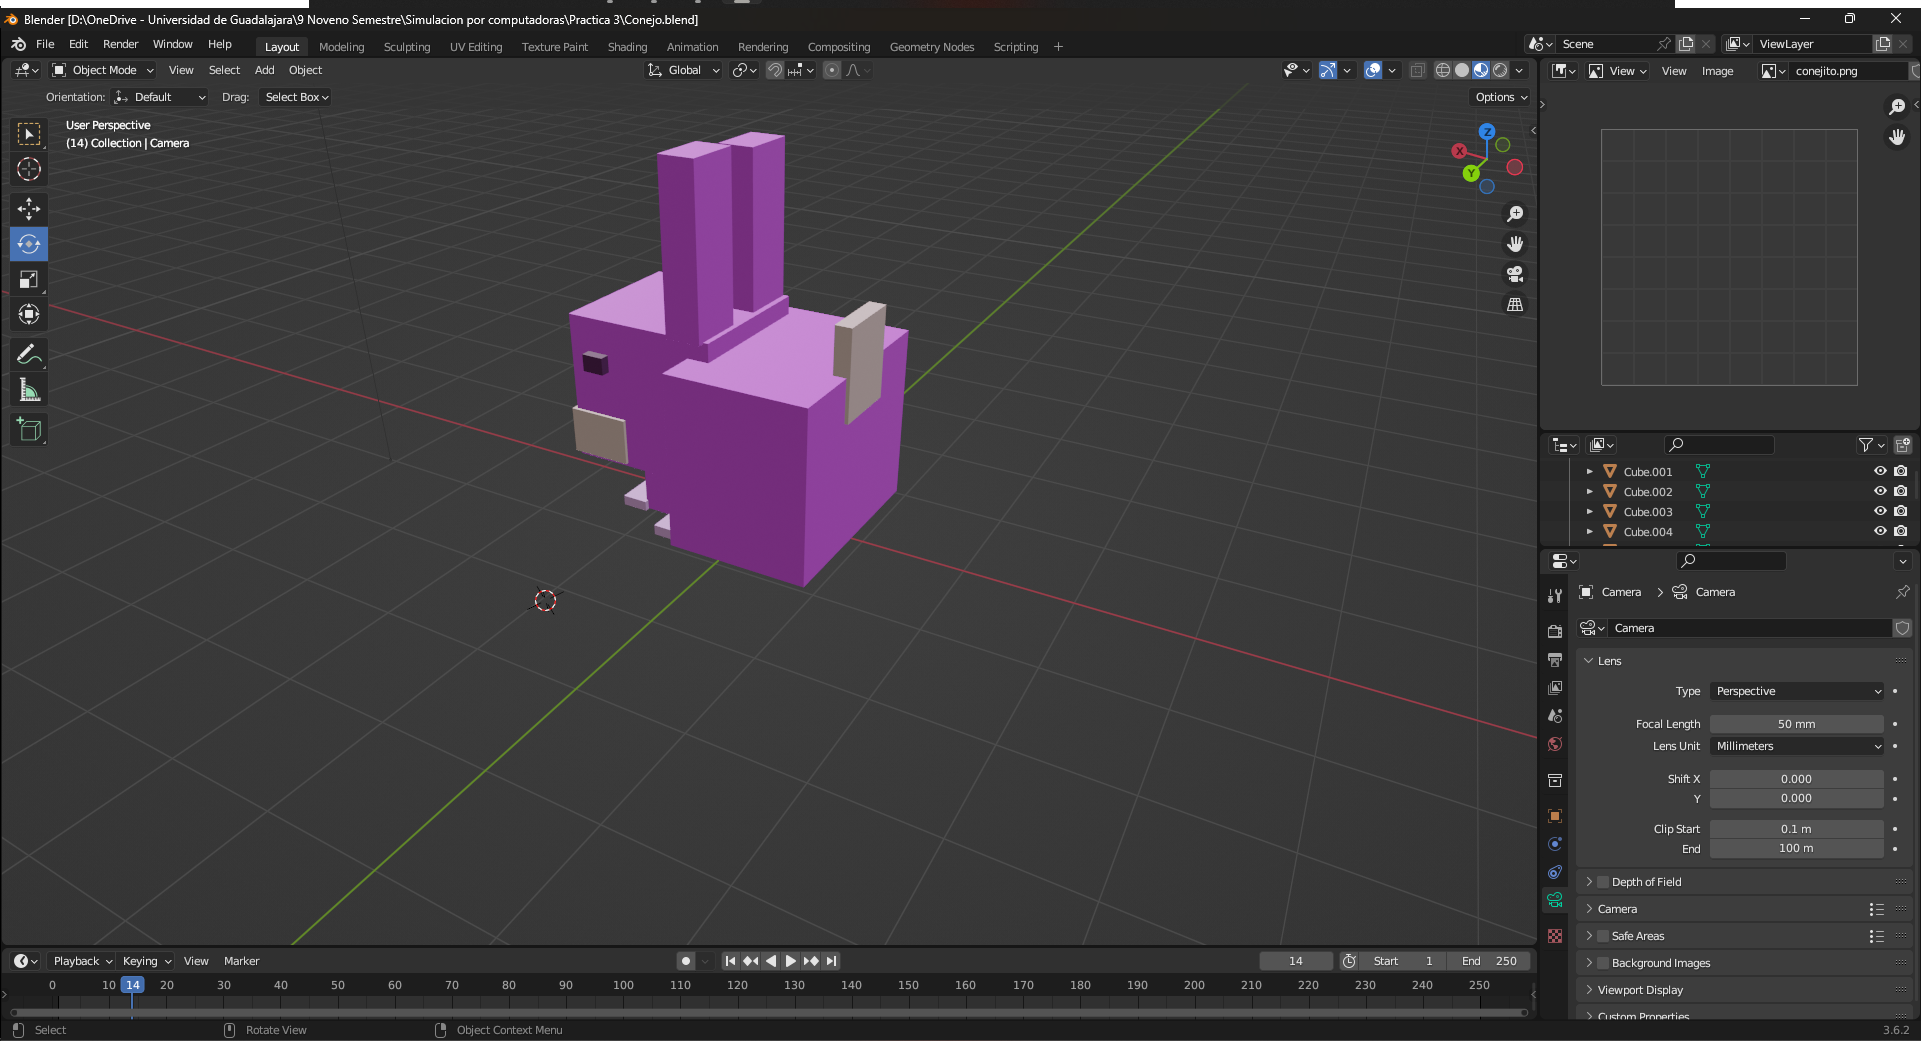 Blender [D:\OneDrive - Universidad de Guadalajara\9 Noveno Semestre\Simulacion por computadoras\Practica 3\Conejo.blend]
File Edit Render Window Help Layout Modeling Sculpting UV Editing Texture Paint Shading Animation Rendering Compositing Geometry Nodes Scripting + Scene ViewLayer
Object Mode View Select Add Object Global View View Image conejito.png
Orientation: Default Drag: Select Box Options
User Perspective
(14) Collection | Camera
Z
X
Y
Cube.001
Cube.002
Cube.003
Cube.004
Camera > Camera
Camera
Lens
Type Perspective
Focal Length 50 mm
Lens Unit Millimeters
Shift X 0.000
Y 0.000
Clip Start 0.1 m
End 100 m
Depth of Field
Camera
Safe Areas
Background Images
Viewport Display
Custom Properties
Playback Keying View Marker 14 Start 1 End 250
0 10 14 20 30 40 50 60 70 80 90 100 110 120 130 140 150 160 170 180 190 200 210 220 230 240 250
Select Rotate View Object Context Menu 3.6.2